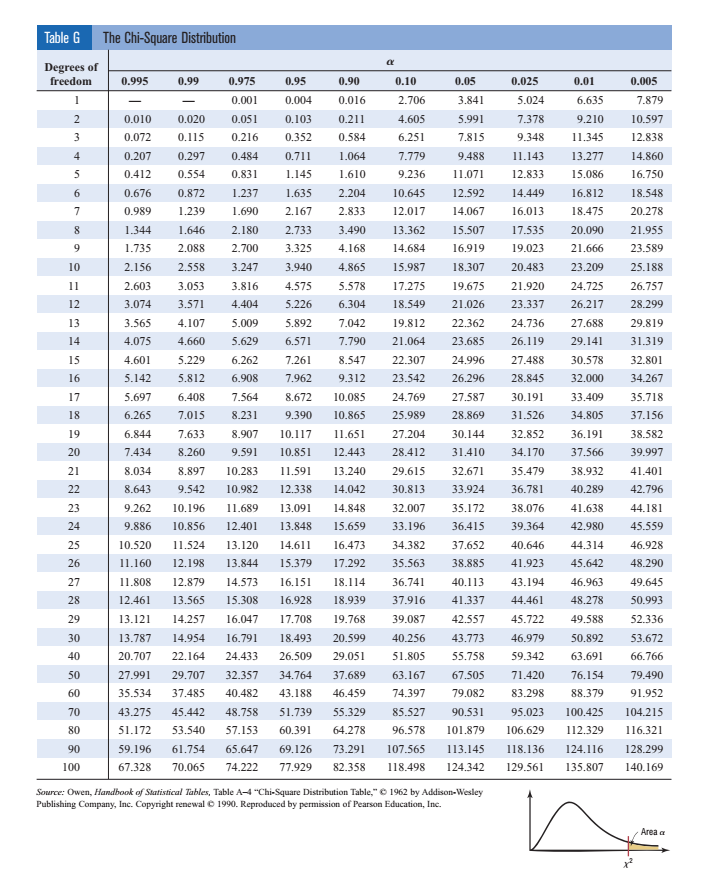 Table G The Chi-Square Distribution
Degrees of freedom α
0.995 0.99 0.975 0.95 0.90 0.10 0.05 0.025 0.01 0.005
1 — — 0.001 0.004 0.016 2.706 3.841 5.024 6.635 7.879
2 0.010 0.020 0.051 0.103 0.211 4.605 5.991 7.378 9.210 10.597
3 0.072 0.115 0.216 0.352 0.584 6.251 7.815 9.348 11.345 12.838
4 0.207 0.297 0.484 0.711 1.064 7.779 9.488 11.143 13.277 14.860
5 0.412 0.554 0.831 1.145 1.610 9.236 11.071 12.833 15.086 16.750
6 0.676 0.872 1.237 1.635 2.204 10.645 12.592 14.449 16.812 18.548
7 0.989 1.239 1.690 2.167 2.833 12.017 14.067 16.013 18.475 20.278
8 1.344 1.646 2.180 2.733 3.490 13.362 15.507 17.535 20.090 21.955
9 1.735 2.088 2.700 3.325 4.168 14.684 16.919 19.023 21.666 23.589
10 2.156 2.558 3.247 3.940 4.865 15.987 18.307 20.483 23.209 25.188
11 2.603 3.053 3.816 4.575 5.578 17.275 19.675 21.920 24.725 26.757
12 3.074 3.571 4.404 5.226 6.304 18.549 21.026 23.337 26.217 28.299
13 3.565 4.107 5.009 5.892 7.042 19.812 22.362 24.736 27.688 29.819
14 4.075 4.660 5.629 6.571 7.790 21.064 23.685 26.119 29.141 31.319
15 4.601 5.229 6.262 7.261 8.547 22.307 24.996 27.488 30.578 32.801
16 5.142 5.812 6.908 7.962 9.312 23.542 26.296 28.845 32.000 34.267
17 5.697 6.408 7.564 8.672 10.085 24.769 27.587 30.191 33.409 35.718
18 6.265 7.015 8.231 9.390 10.865 25.989 28.869 31.526 34.805 37.156
19 6.844 7.633 8.907 10.117 11.651 27.204 30.144 32.852 36.191 38.582
20 7.434 8.260 9.591 10.851 12.443 28.412 31.410 34.170 37.566 39.997
21 8.034 8.897 10.283 11.591 13.240 29.615 32.671 35.479 38.932 41.401
22 8.643 9.542 10.982 12.338 14.042 30.813 33.924 36.781 40.289 42.796
23 9.262 10.196 11.689 13.091 14.848 32.007 35.172 38.076 41.638 44.181
24 9.886 10.856 12.401 13.848 15.659 33.196 36.415 39.364 42.980 45.559
25 10.520 11.524 13.120 14.611 16.473 34.382 37.652 40.646 44.314 46.928
26 11.160 12.198 13.844 15.379 17.292 35.563 38.885 41.923 45.642 48.290
27 11.808 12.879 14.573 16.151 18.114 36.741 40.113 43.194 46.963 49.645
28 12.461 13.565 15.308 16.928 18.939 37.916 41.337 44.461 48.278 50.993
29 13.121 14.257 16.047 17.708 19.768 39.087 42.557 45.722 49.588 52.336
30 13.787 14.954 16.791 18.493 20.599 40.256 43.773 46.979 50.892 53.672
40 20.707 22.164 24.433 26.509 29.051 51.805 55.758 59.342 63.691 66.766
50 27.991 29.707 32.357 34.764 37.689 63.167 67.505 71.420 76.154 79.490
60 35.534 37.485 40.482 43.188 46.459 74.397 79.082 83.298 88.379 91.952
70 43.275 45.442 48.758 51.739 55.329 85.527 90.531 95.023 100.425 104.215
80 51.172 53.540 57.153 60.391 64.278 96.578 101.879 106.629 112.329 116.321
90 59.196 61.754 65.647 69.126 73.291 107.565 113.145 118.136 124.116 128.299
100 67.328 70.065 74.222 77.929 82.358 118.498 124.342 129.561 135.807 140.169
Source: Owen, Handbook of Statistical Tables, Table A–4 “Chi-Square Distribution Table,” © 1962 by Addison-Wesley
Publishing Company, Inc. Copyright renewal © 1990. Reproduced by permission of Pearson Education, Inc.
Area α
χ²